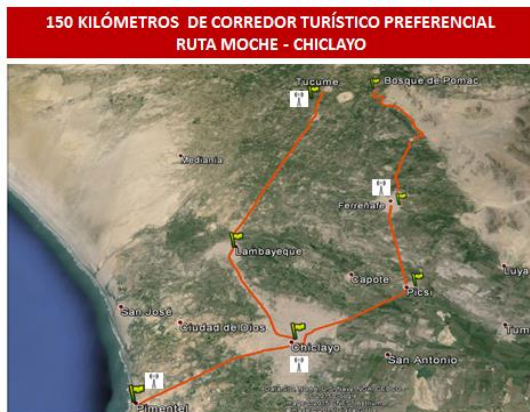 150 KILÓMETROS DE CORREDOR TURÍSTICO PREFERENCIAL
RUTA MOCHE - CHICLAYO
Tucume
Bosque de Pomac
Mediania
Ferreñafe
Lambayeque
Capote
Luya
Picsi
San José
Ciudad de Dios
Tum
Chiclayo
San Antonio
Pimentel